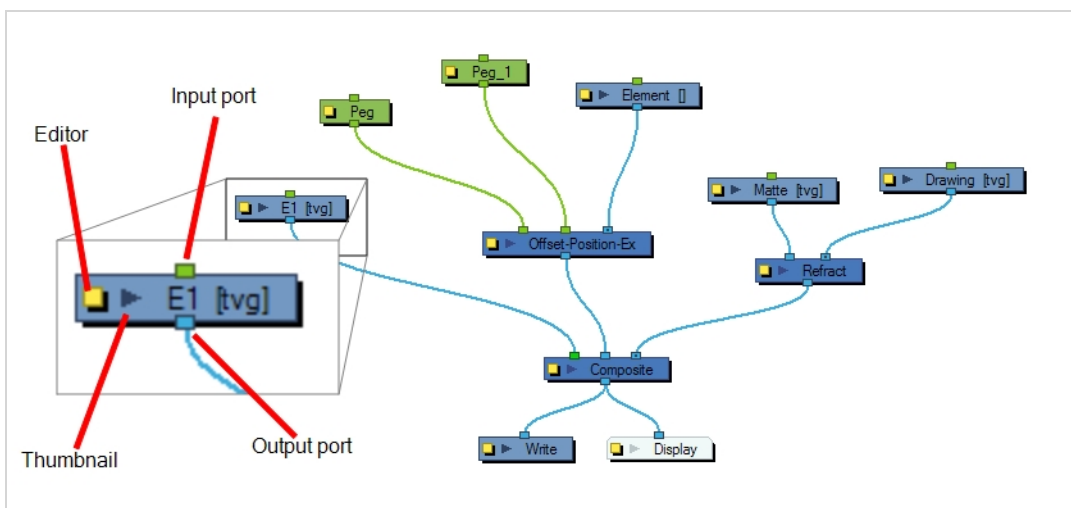 Input port
Editor
Peg_1
Element []
Peg
E1 [tvg]
Matte [tvg]
Drawing [tvg]
Offset-Position-Ex
Refract
E1 [tvg]
Composite
Thumbnail
Output port
Write
Display